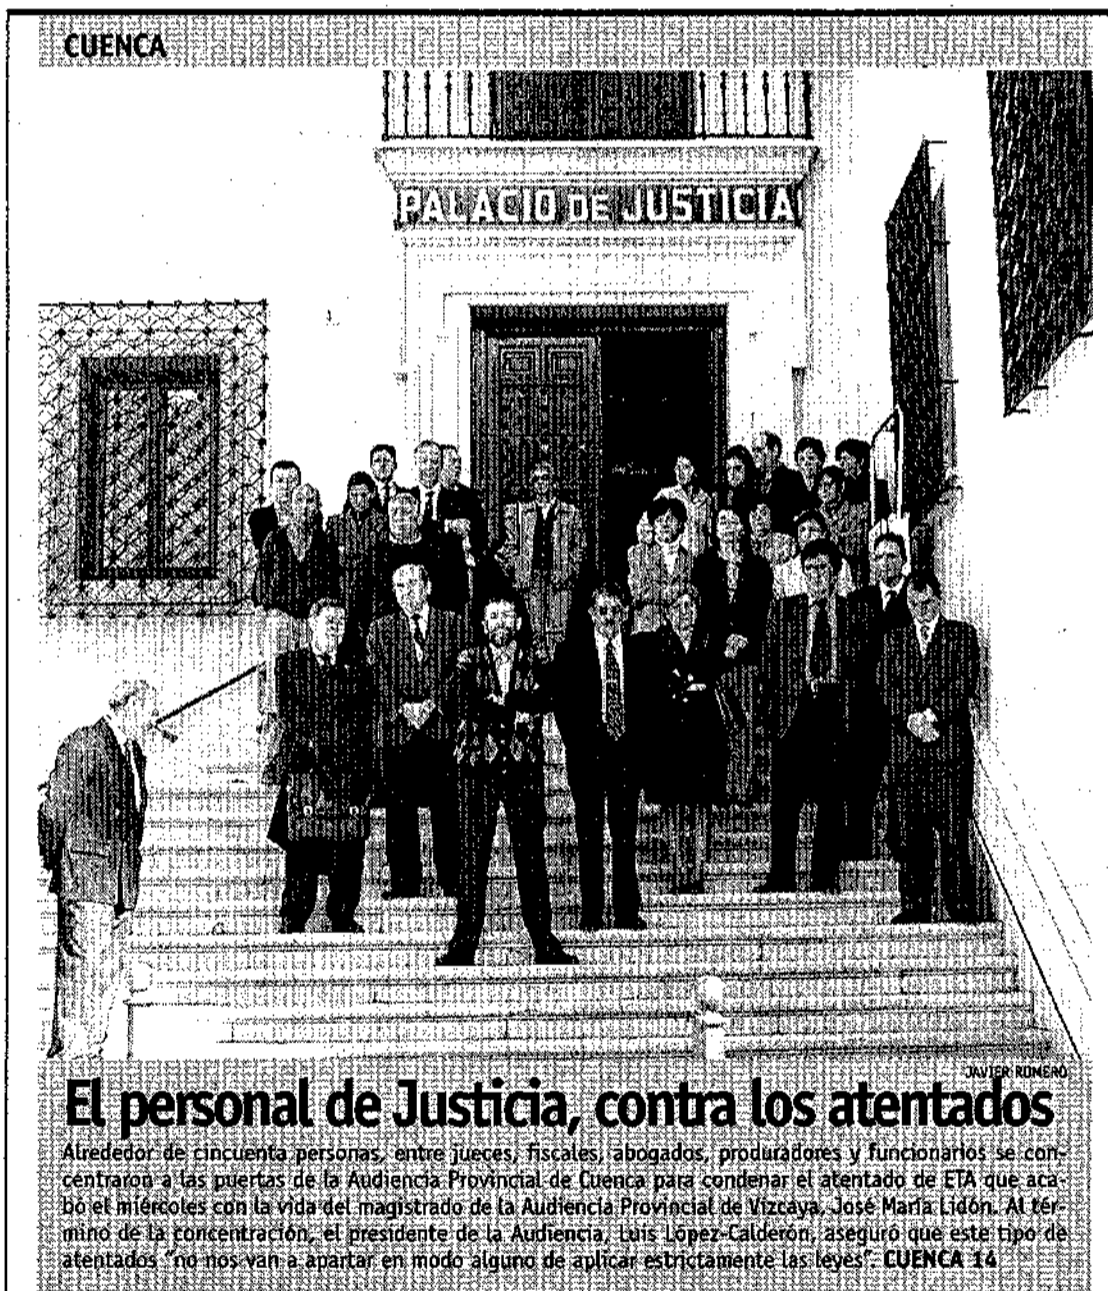 CUENCA
PALACIO DE JUSTICIA
JAVIER ROMERO
El personal de Justicia, contra los atentados
Alrededor de cincuenta personas, entre jueces, fiscales, abogados, produradores y funcionarios se con-
centraron a las puertas de la Audiencia Provincial de Cuenca para condenar el atentado de ETA que aca-
bó el miércoles con la vida del magistrado de la Audiencia Provincial de Vizcaya, José María Lidón. Al tér-
mino de la concentración, el presidente de la Audiencia, Luis López-Calderón, aseguró que este tipo de
atentados "no nos van a apartar en modo alguno de aplicar estrictamente las leyes". CUENCA 14